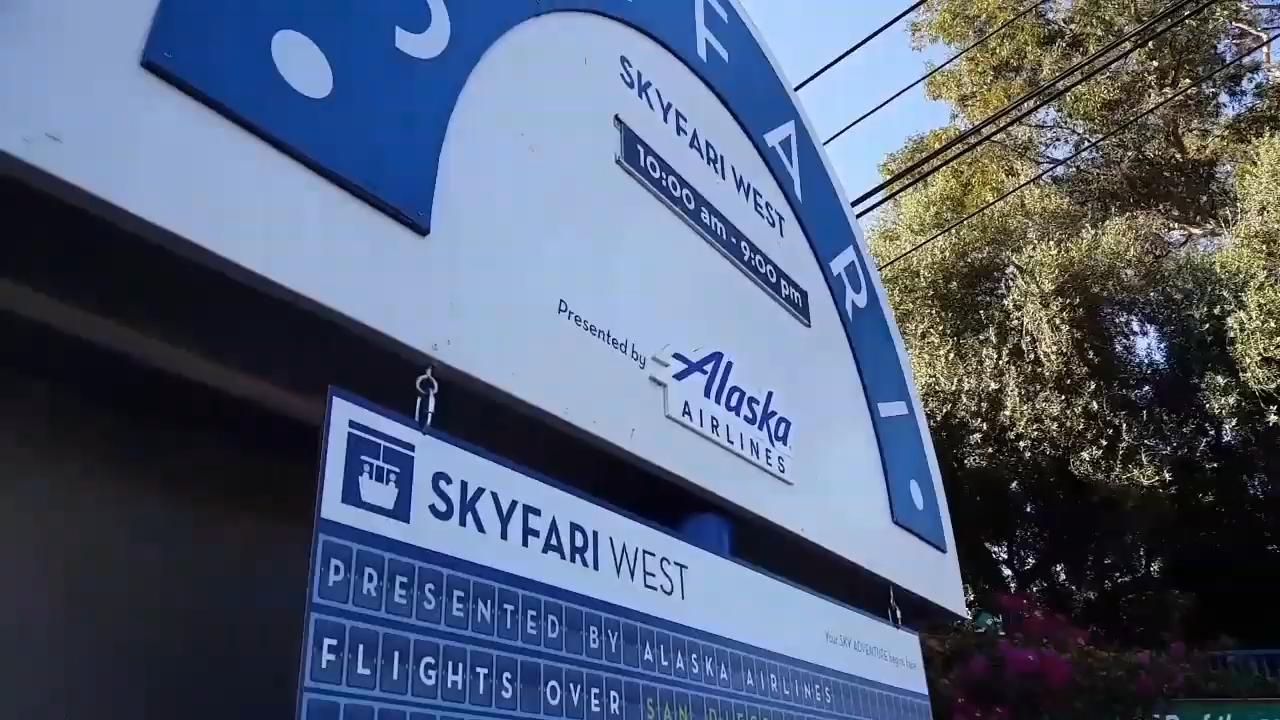 S F A R I
SKYFARI WEST
10:00 am - 9:00 pm
Presented by
Alaska
AIRLINES
SKYFARI WEST
Your SKY ADVENTURE begins here
PRESENTED BY ALASKA AIRLINES
FLIGHTS OVER SAN